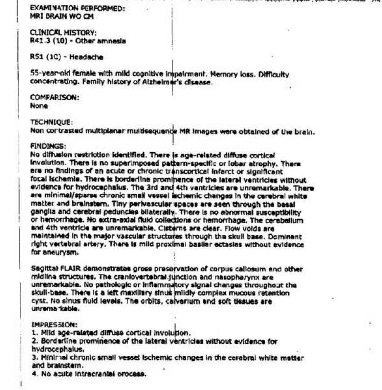 EXAMINATION PERFORMED:
MRI BRAIN WO CM
CLINICAL HISTORY:
R41.3 (10) - Other amnesia
R51 (10) - Headache
55-year-old female with mild cognitive impairment. Memory loss. Difficulty
concentrating. Family history of Alzheimer's disease.
COMPARISON:
None
TECHNIQUE:
Non contrasted multiplanar multisequence MR images were obtained of the brain.
FINDINGS:
No diffusion restriction identified. There is age-related diffuse cortical
involution. There is no superimposed pattern-specific or lobar atrophy. There
are no findings of an acute or chronic transcortical infarct or significant
focal ischemia. There is borderline prominence of the lateral ventricles without
evidence for hydrocephalus. The 3rd and 4th ventricles are unremarkable. There
are minimal/sparse chronic small vessel ischemic changes in the cerebral white
matter and brainstem. Tiny perivascular spaces are seen through the basal
ganglia and cerebral peduncles bilaterally. There is no abnormal susceptibility
or hemorrhage. No extra-axial fluid collections or hemorrhage. The cerebellum
and 4th ventricle are unremarkable. Cisterns are clear. Flow voids are
maintained in the major vascular structures through the skull base. Dominant
right vertebral artery. There is mild proximal basilar ectasies without evidence
for aneurysm.
Sagittal FLAIR demonstrates gross preservation of corpus callosum and other
midline structures. The craniovertebral junction and nasopharynx are
unremarkable. No pathologic or inflammatory signal changes throughout the
skull-base. There is a left maxillary sinus mildly complex mucous retention
cyst. No sinus fluid levels. The orbits, calvarium and soft tissues are
unremarkable.
IMPRESSION:
1. Mild age-related diffuse cortical involution.
2. Borderline prominence of the lateral ventricles without evidence for
hydrocephalus.
3. Minimal chronic small vessel ischemic changes in the cerebral white matter
and brainstem.
4. No acute intracranial process.